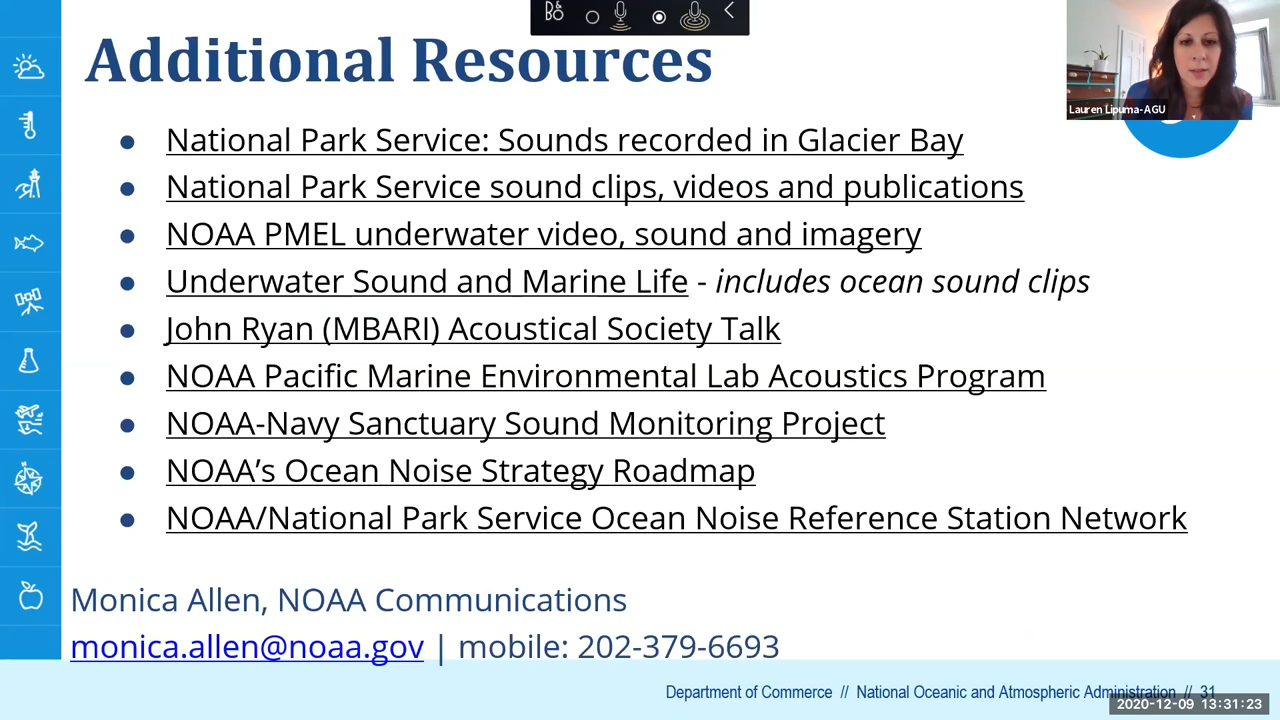 Additional Resources
Lauren Lipuma-AGU
National Park Service: Sounds recorded in Glacier Bay
National Park Service sound clips, videos and publications
NOAA PMEL underwater video, sound and imagery
Underwater Sound and Marine Life - includes ocean sound clips
John Ryan (MBARI) Acoustical Society Talk
NOAA Pacific Marine Environmental Lab Acoustics Program
NOAA-Navy Sanctuary Sound Monitoring Project
NOAA’s Ocean Noise Strategy Roadmap
NOAA/National Park Service Ocean Noise Reference Station Network
Monica Allen, NOAA Communications
monica.allen@noaa.gov | mobile: 202-379-6693
Department of Commerce // National Oceanic and Atmospheric Administration // 31
2020-12-09 13:31:23